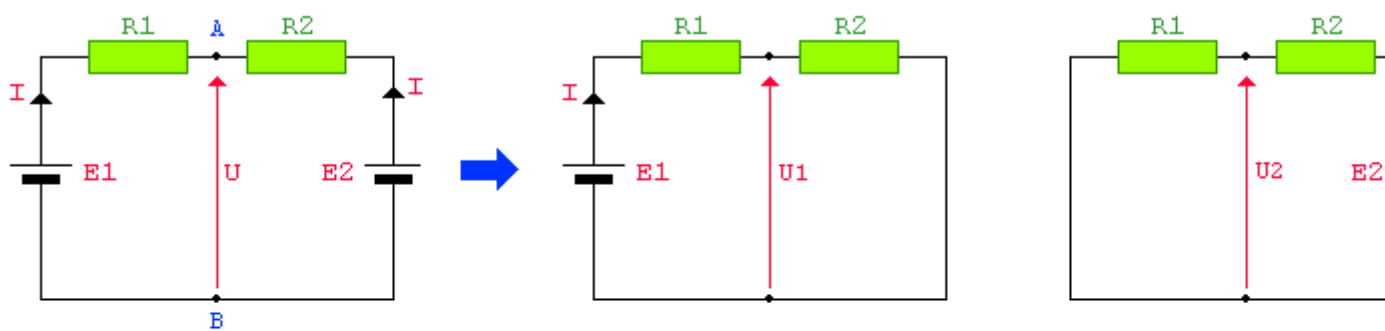 R1 A R2
I I
E1 U E2
B
R1 R2
I
E1 U1
R1 R2
U2 E2